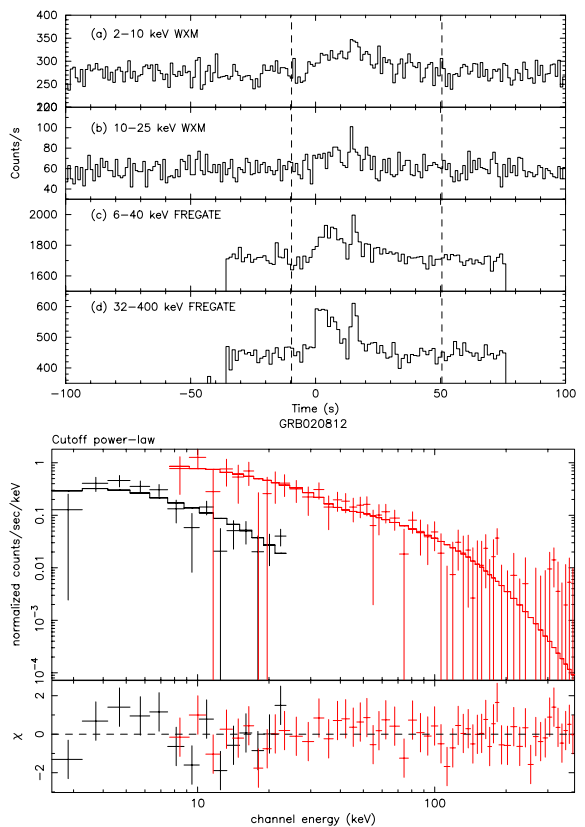 400
350
(a) 2−10 keV WXM
300
250
200
120
100
(b) 10−25 keV WXM
80
60
40
Counts/s
2000
(c) 6−40 keV FREGATE
1800
1600
600
(d) 32−400 keV FREGATE
500
400
−100 −50 0 50 100
Time (s)
GRB020812
Cutoff power−law
1
0.1
0.01
10−3
10−4
normalized counts/sec/keV
2
0
−2
χ
10 100
channel energy (keV)